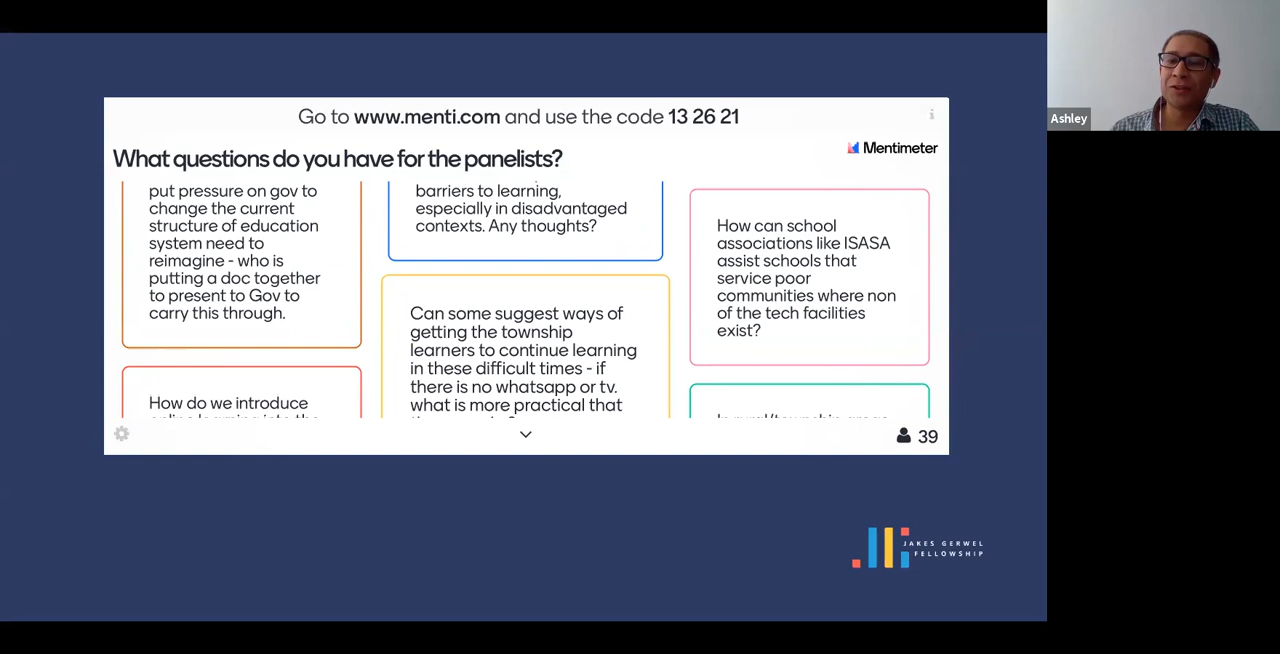 Go to www.menti.com and use the code 13 26 21
What questions do you have for the panelists?
Mentimeter
put pressure on gov to
change the current
structure of education
system need to
reimagine - who is
putting a doc together
to present to Gov to
carry this through.
How do we introduce
barriers to learning,
especially in disadvantaged
contexts. Any thoughts?
Can some suggest ways of
getting the township
learners to continue learning
in these difficult times - if
there is no whatsapp or tv.
what is more practical that
How can school
associations like ISASA
assist schools that
service poor
communities where non
of the tech facilities
exist?
In rural/township areas
39
Ashley
JAKES GERWEL
FELLOWSHIP